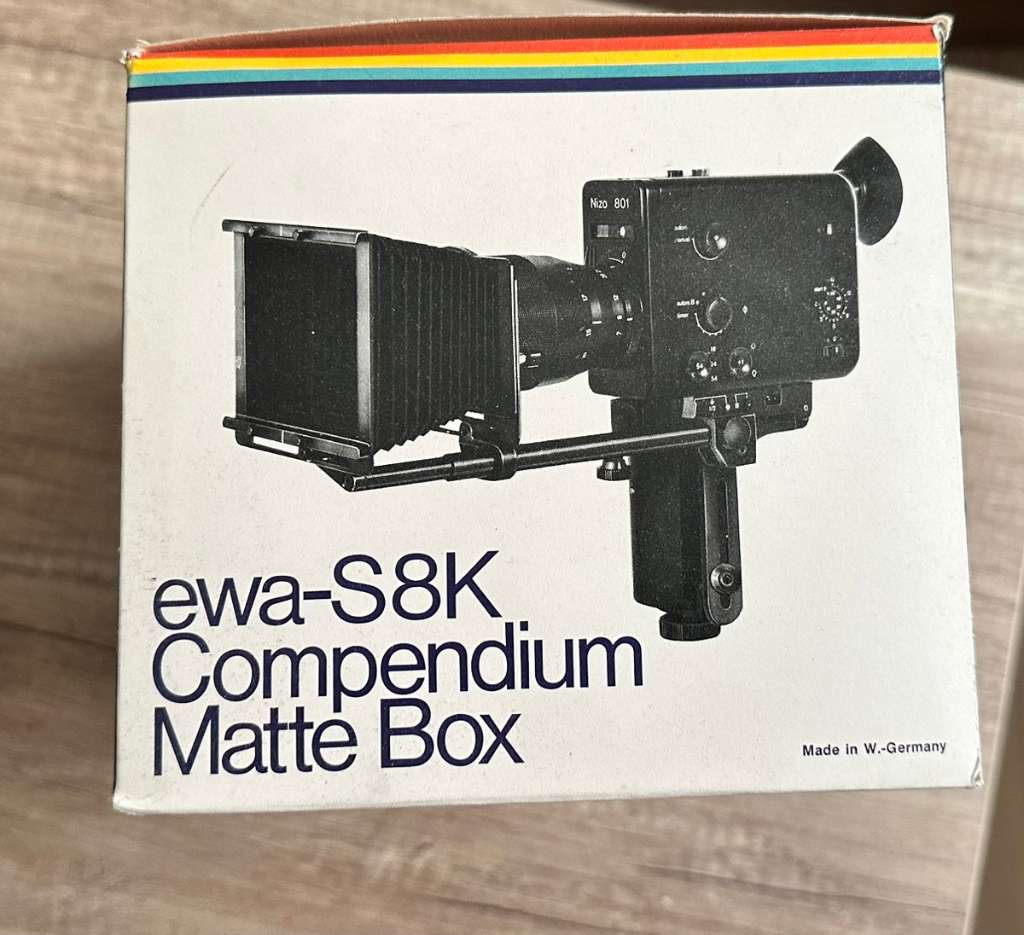 Nizo 801
ewa-S8K
Compendium
Matte Box
Made in W.-Germany